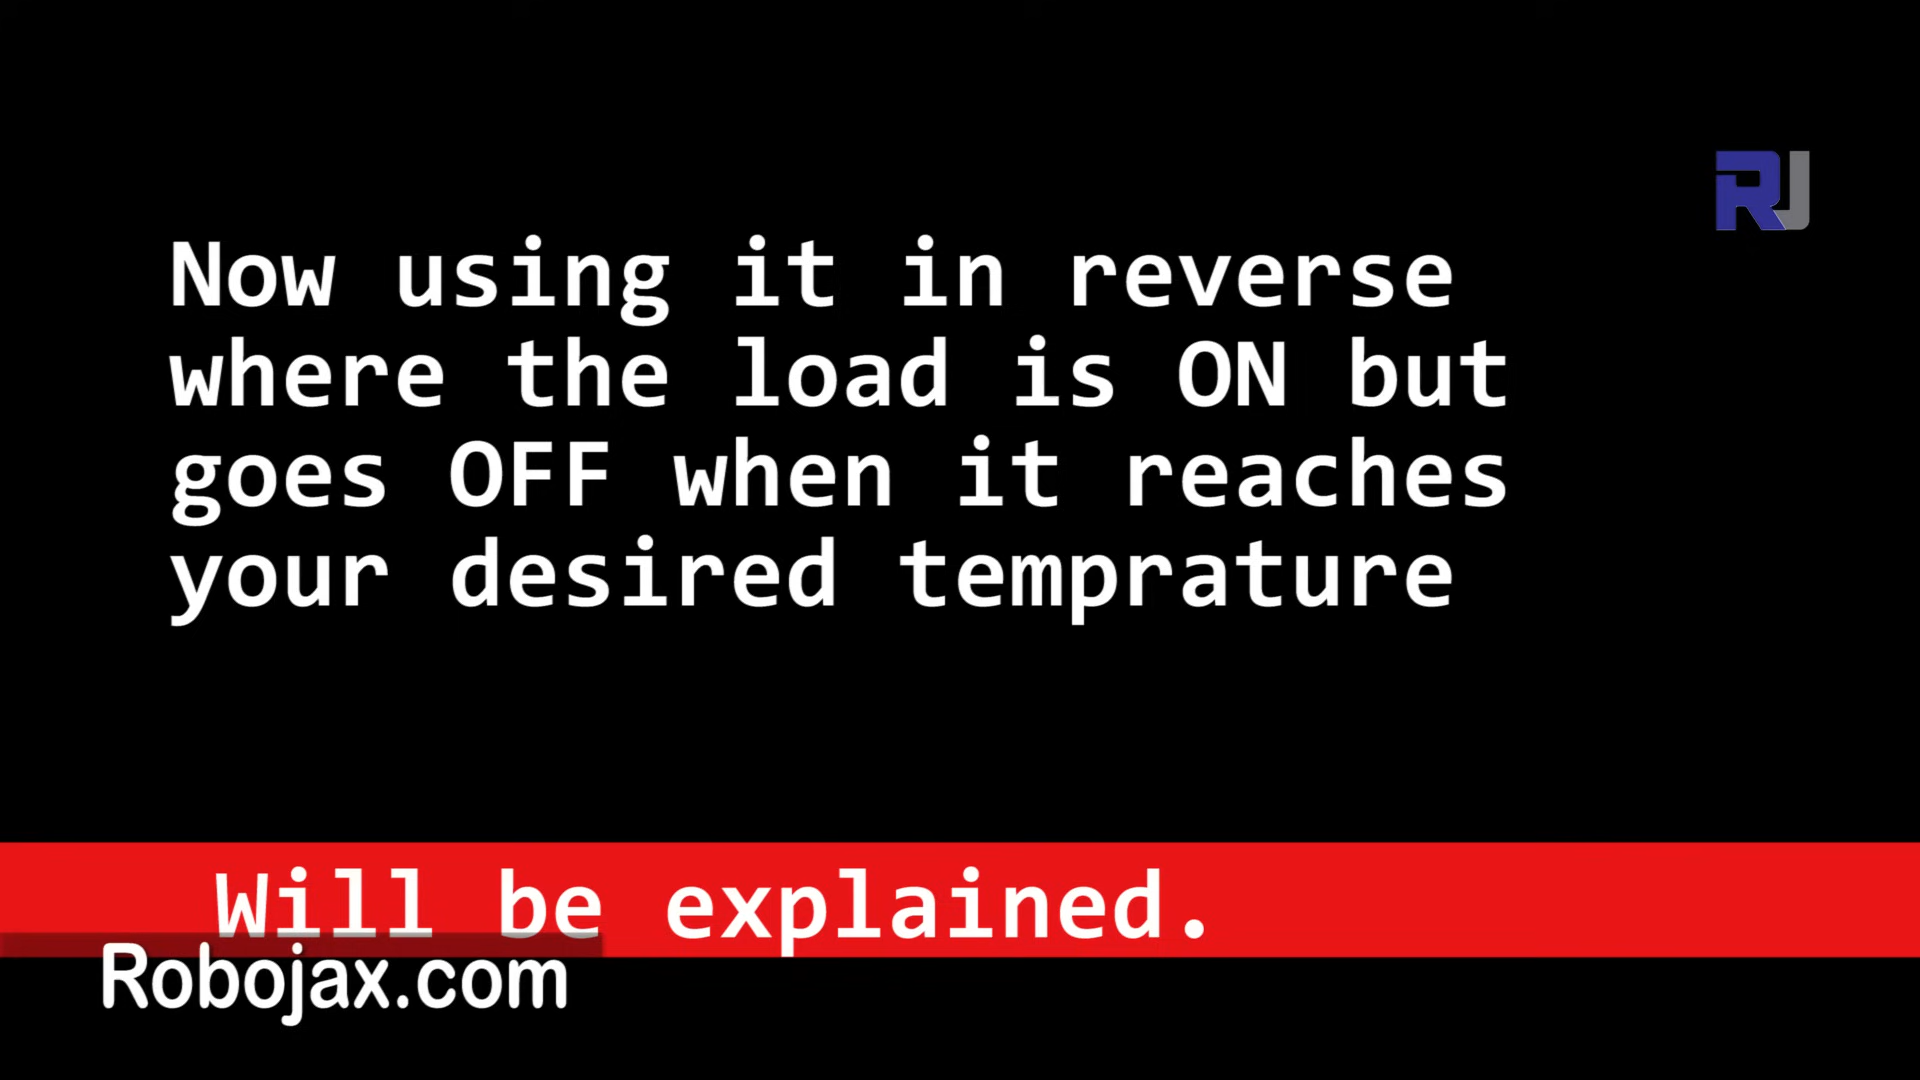 RJ
Now using it in reverse
where the load is ON but
goes OFF when it reaches
your desired temprature
Will be explained.
Robojax.com